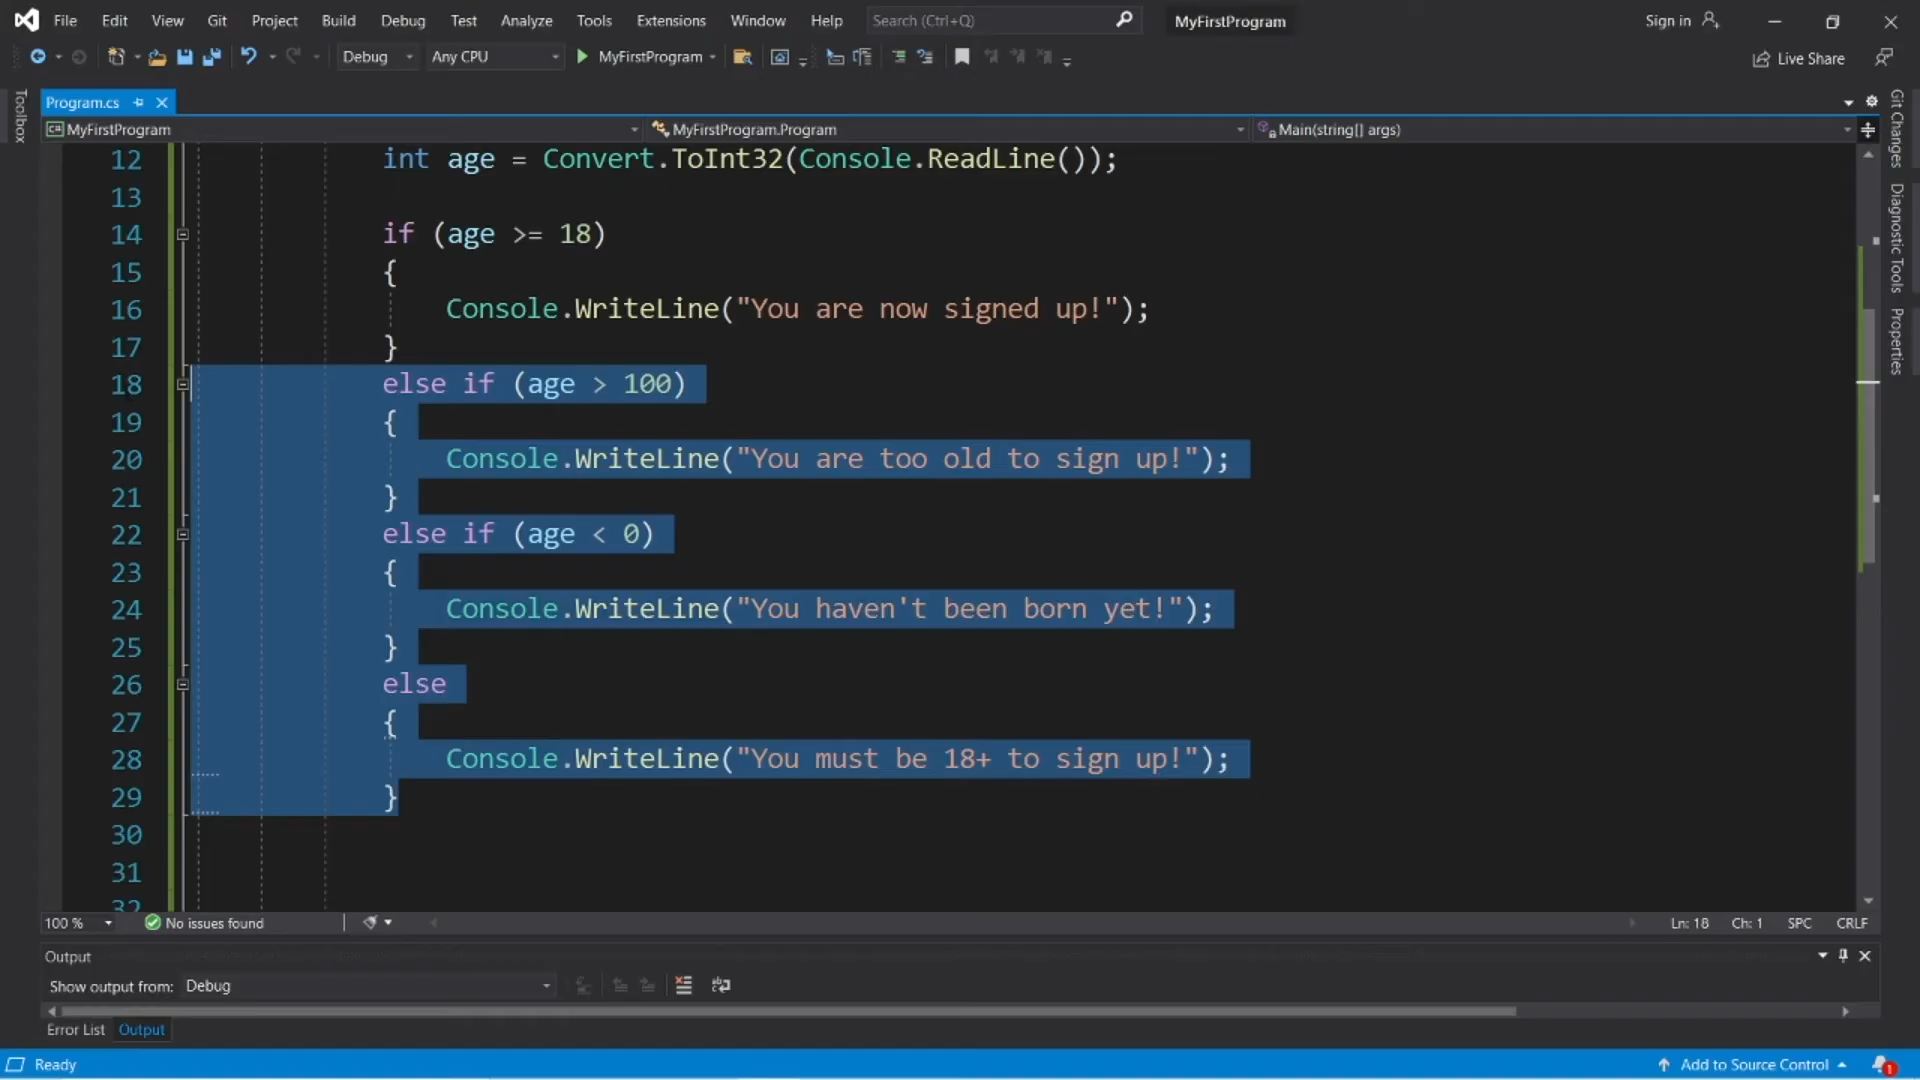 File Edit View Git Project Build Debug Test Analyze Tools Extensions Window Help Search (Ctrl+Q) MyFirstProgram Sign in
Debug Any CPU MyFirstProgram Live Share
Toolbox
Program.cs
MyFirstProgram MyFirstProgram.Program Main(string[] args)
12 int age = Convert.ToInt32(Console.ReadLine());
13
14 if (age >= 18)
15 {
16 Console.WriteLine("You are now signed up!");
17 }
18 else if (age > 100)
19 {
20 Console.WriteLine("You are too old to sign up!");
21 }
22 else if (age < 0)
23 {
24 Console.WriteLine("You haven't been born yet!");
25 }
26 else
27 {
28 Console.WriteLine("You must be 18+ to sign up!");
29 }
30
31
32
Git Changes
Diagnostic Tools
Properties
100 % No issues found Ln: 18 Ch: 1 SPC CRLF
Output
Show output from: Debug
Error List Output
Ready Add to Source Control 1